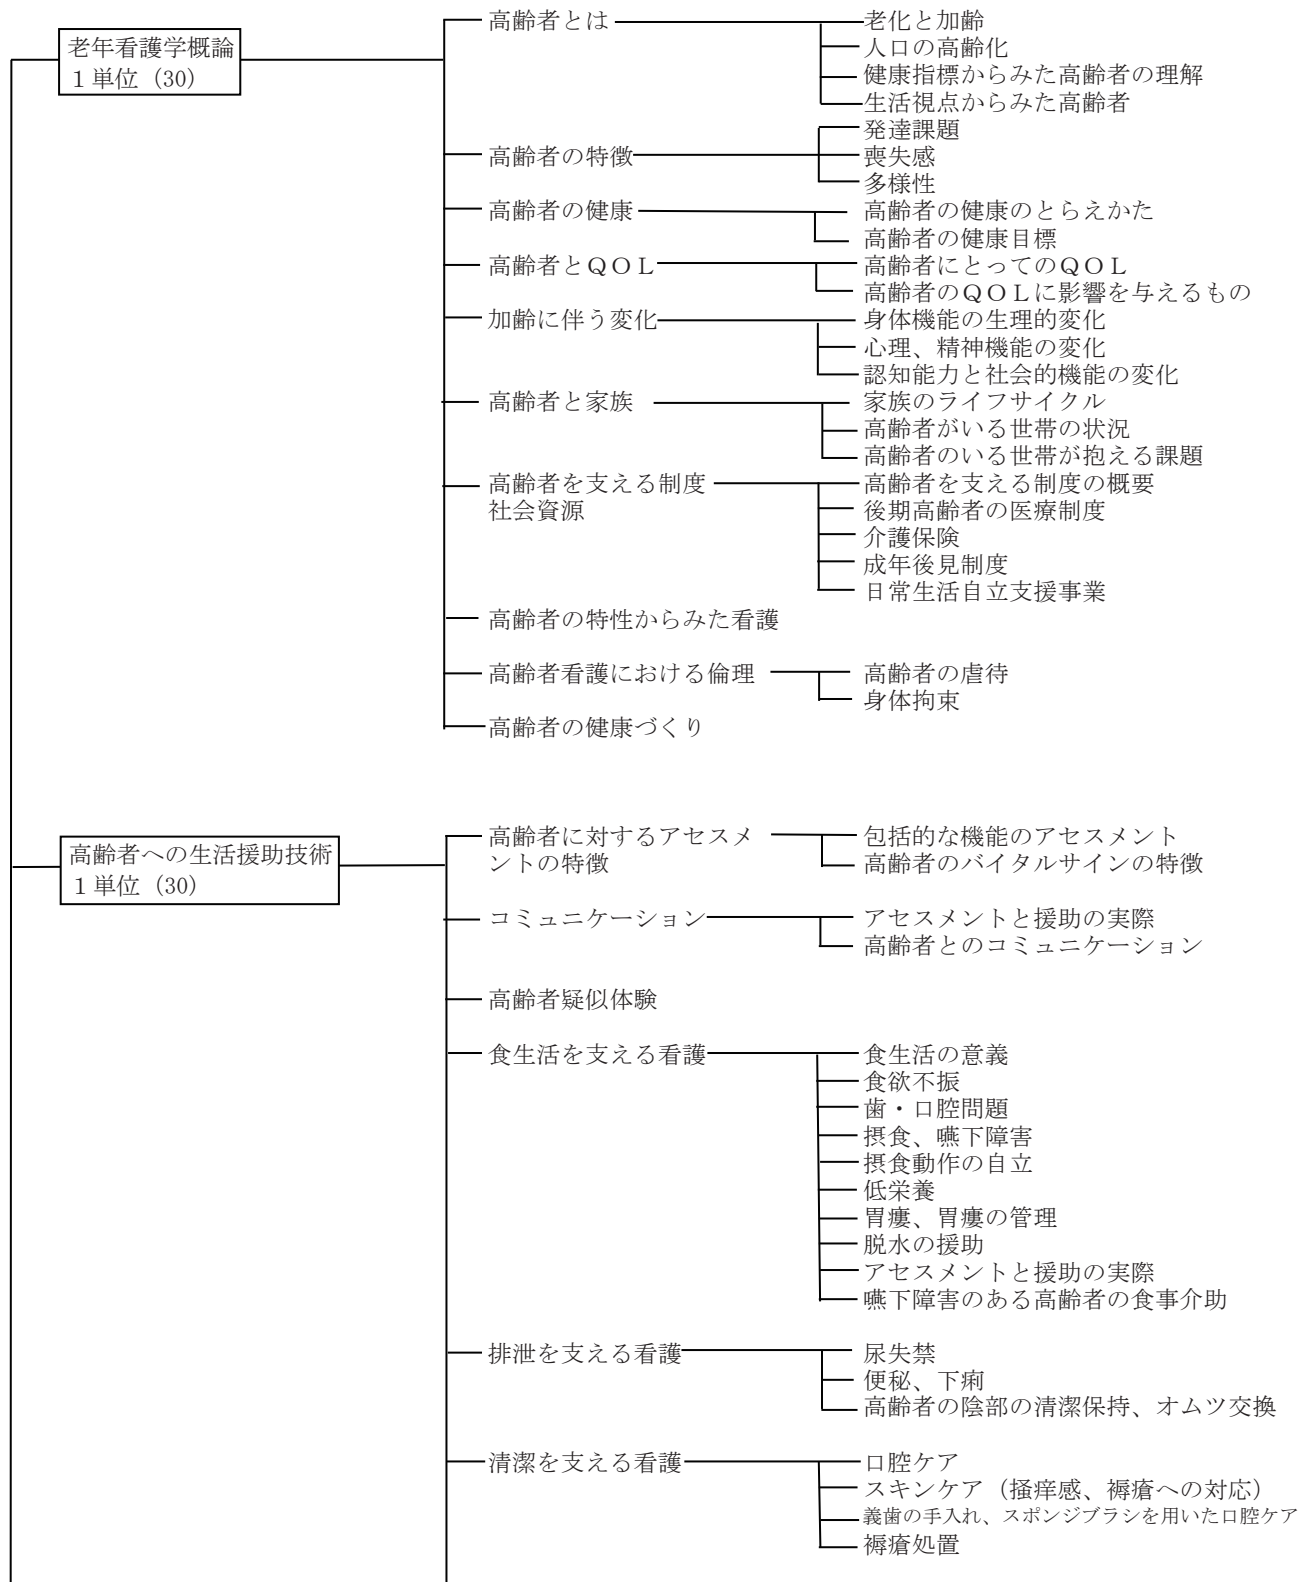 老年看護学概論
１単位（30）
高齢者とは
老化と加齢
人口の高齢化
健康指標からみた高齢者の理解
生活視点からみた高齢者
高齢者の特徴
発達課題
喪失感
多様性
高齢者の健康
高齢者の健康のとらえかた
高齢者の健康目標
高齢者とＱＯＬ
高齢者にとってのＱＯＬ
高齢者のＱＯＬに影響を与えるもの
加齢に伴う変化
身体機能の生理的変化
心理、精神機能の変化
認知能力と社会的機能の変化
高齢者と家族
家族のライフサイクル
高齢者がいる世帯の状況
高齢者のいる世帯が抱える課題
高齢者を支える制度
社会資源
高齢者を支える制度の概要
後期高齢者の医療制度
介護保険
成年後見制度
日常生活自立支援事業
高齢者の特性からみた看護
高齢者看護における倫理
高齢者の虐待
身体拘束
高齢者の健康づくり
高齢者への生活援助技術
１単位（30）
高齢者に対するアセスメ
ントの特徴
包括的な機能のアセスメント
高齢者のバイタルサインの特徴
コミュニケーション
アセスメントと援助の実際
高齢者とのコミュニケーション
高齢者疑似体験
食生活を支える看護
食生活の意義
食欲不振
歯・口腔問題
摂食、嚥下障害
摂食動作の自立
低栄養
胃瘻、胃瘻の管理
脱水の援助
アセスメントと援助の実際
嚥下障害のある高齢者の食事介助
排泄を支える看護
尿失禁
便秘、下痢
高齢者の陰部の清潔保持、オムツ交換
清潔を支える看護
口腔ケア
スキンケア（掻痒感、褥瘡への対応）
義歯の手入れ、スポンジブラシを用いた口腔ケア
褥瘡処置